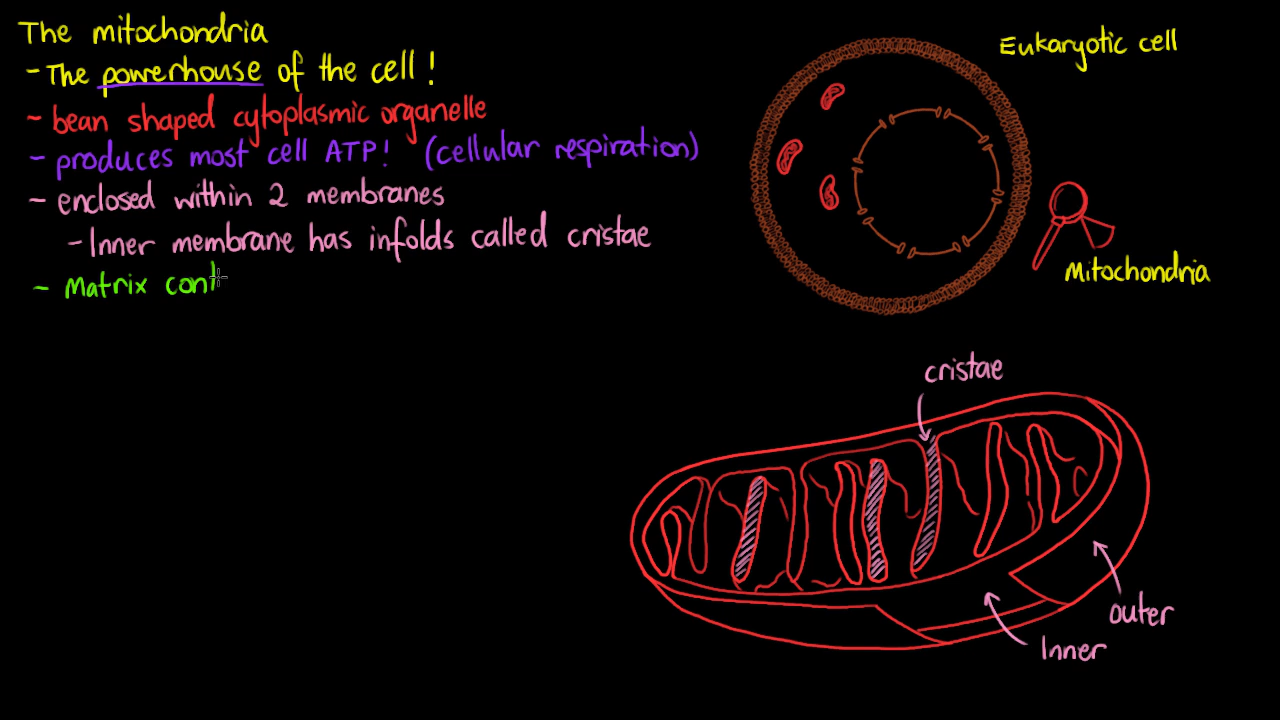 The mitochondria
- The powerhouse of the cell!
- bean shaped cytoplasmic organelle
- produces most cell ATP! (cellular respiration)
- enclosed within 2 membranes
- Inner membrane has infolds called cristae
- Matrix cont
Eukaryotic cell
Mitochondria
cristae
outer
Inner